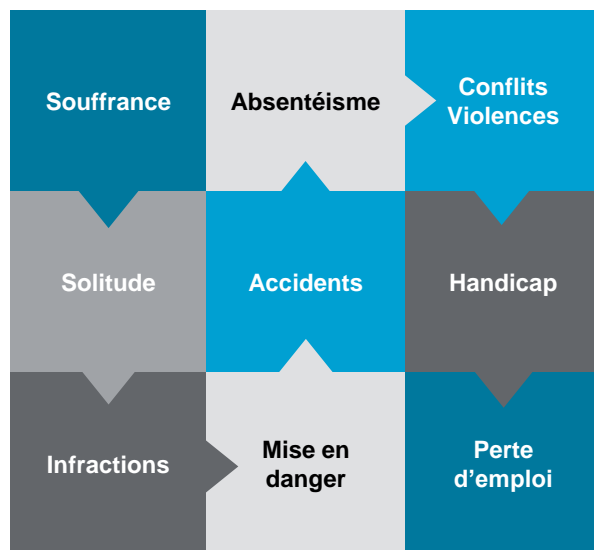 Souffrance
Absentéisme
Conflits
Violences
Solitude
Accidents
Handicap
Infractions
Mise en
danger
Perte
d’emploi